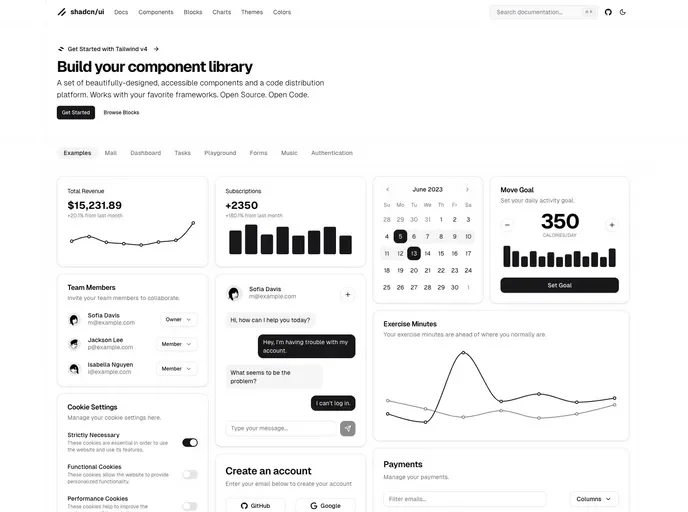 shadcn/ui Docs Components Blocks Charts Themes Colors Search documentation...
Get Started with Tailwind v4 →
Build your component library
A set of beautifully-designed, accessible components and a code distribution
platform. Works with your favorite frameworks. Open Source. Open Code.
Get Started Browse Blocks
Examples Mail Dashboard Tasks Playground Forms Music Authentication
Total Revenue
$15,231.89
+20.1% from last month
Subscriptions
+2350
+180.1% from last month
June 2023
Su Mo Tu We Th Fr Sa
28 29 30 31 1 2 3
4 5 6 7 8 9 10
11 12 13 14 15 16 17
18 19 20 21 22 23 24
25 26 27 28 29 30 1
Move Goal
Set your daily activity goal.
350
CALORIES/DAY
Set Goal
Team Members
Invite your team members to collaborate.
Sofia Davis
m@example.com
Owner
Jackson Lee
p@example.com
Member
Isabella Nguyen
i@example.com
Member
Sofia Davis
m@example.com
Hi, how can I help you today?
Hey, I'm having trouble with my
account.
What seems to be the
problem?
I can't log in.
Type your message...
Exercise Minutes
Your exercise minutes are ahead of where you normally are.
Cookie Settings
Manage your cookie settings here.
Strictly Necessary
These cookies are essential in order to use
the website and use its features.
Functional Cookies
These cookies allow the website to provide
personalized functionality.
Performance Cookies
These cookies help to improve the
Create an account
Enter your email below to create your account
GitHub Google
Payments
Manage your payments.
Filter emails... Columns